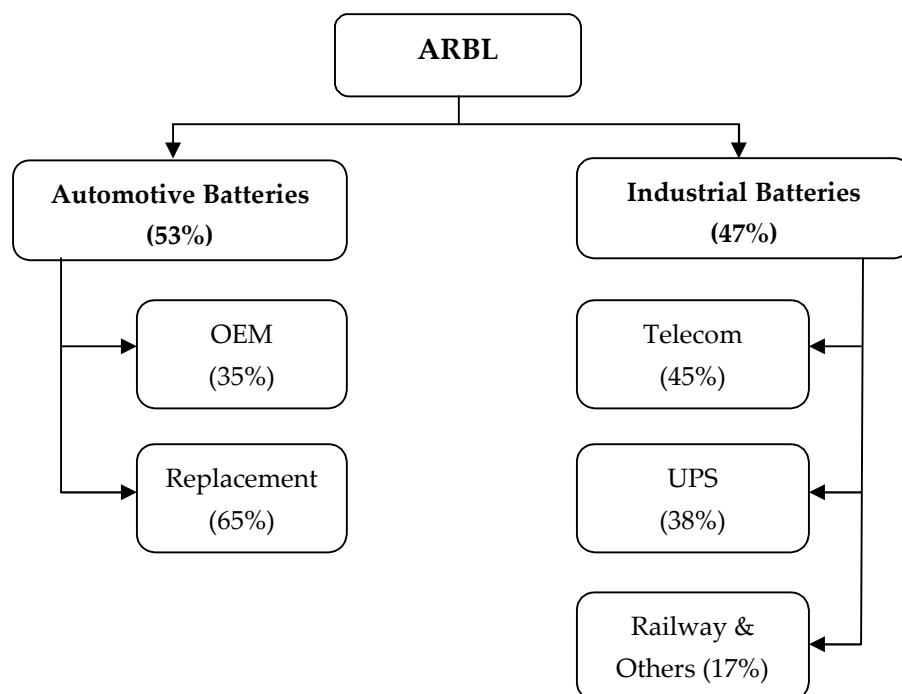 ARBL
Automotive Batteries
(53%)
Industrial Batteries
(47%)
OEM
(35%)
Replacement
(65%)
Telecom
(45%)
UPS
(38%)
Railway &
Others (17%)